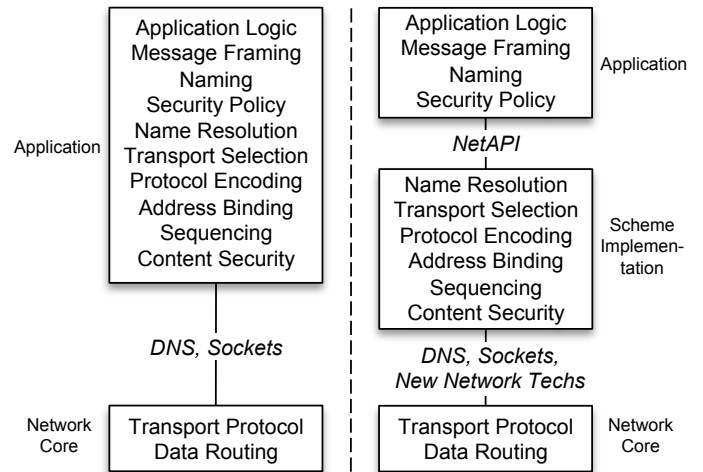 Application
Application Logic
Message Framing
Naming
Security Policy
Name Resolution
Transport Selection
Protocol Encoding
Address Binding
Sequencing
Content Security
DNS, Sockets
Network
Core
Transport Protocol
Data Routing
Application Logic
Message Framing
Naming
Security Policy
Application
NetAPI
Name Resolution
Transport Selection
Protocol Encoding
Address Binding
Sequencing
Content Security
Scheme
Implemen-
tation
DNS, Sockets,
New Network Techs
Transport Protocol
Data Routing
Network
Core